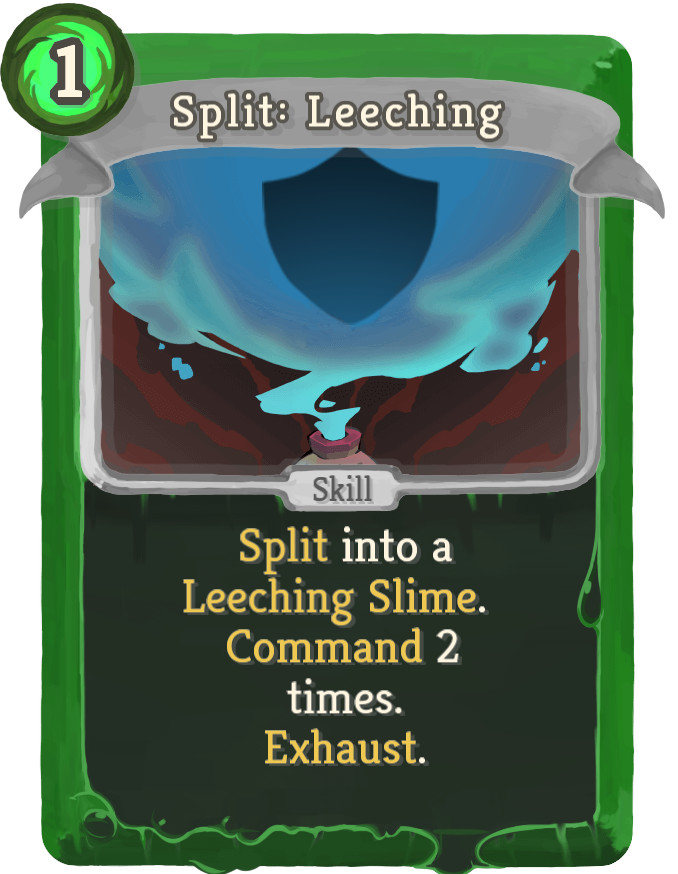 1
Split: Leeching
Skill
Split into a
Leeching Slime.
Command 2
times.
Exhaust.